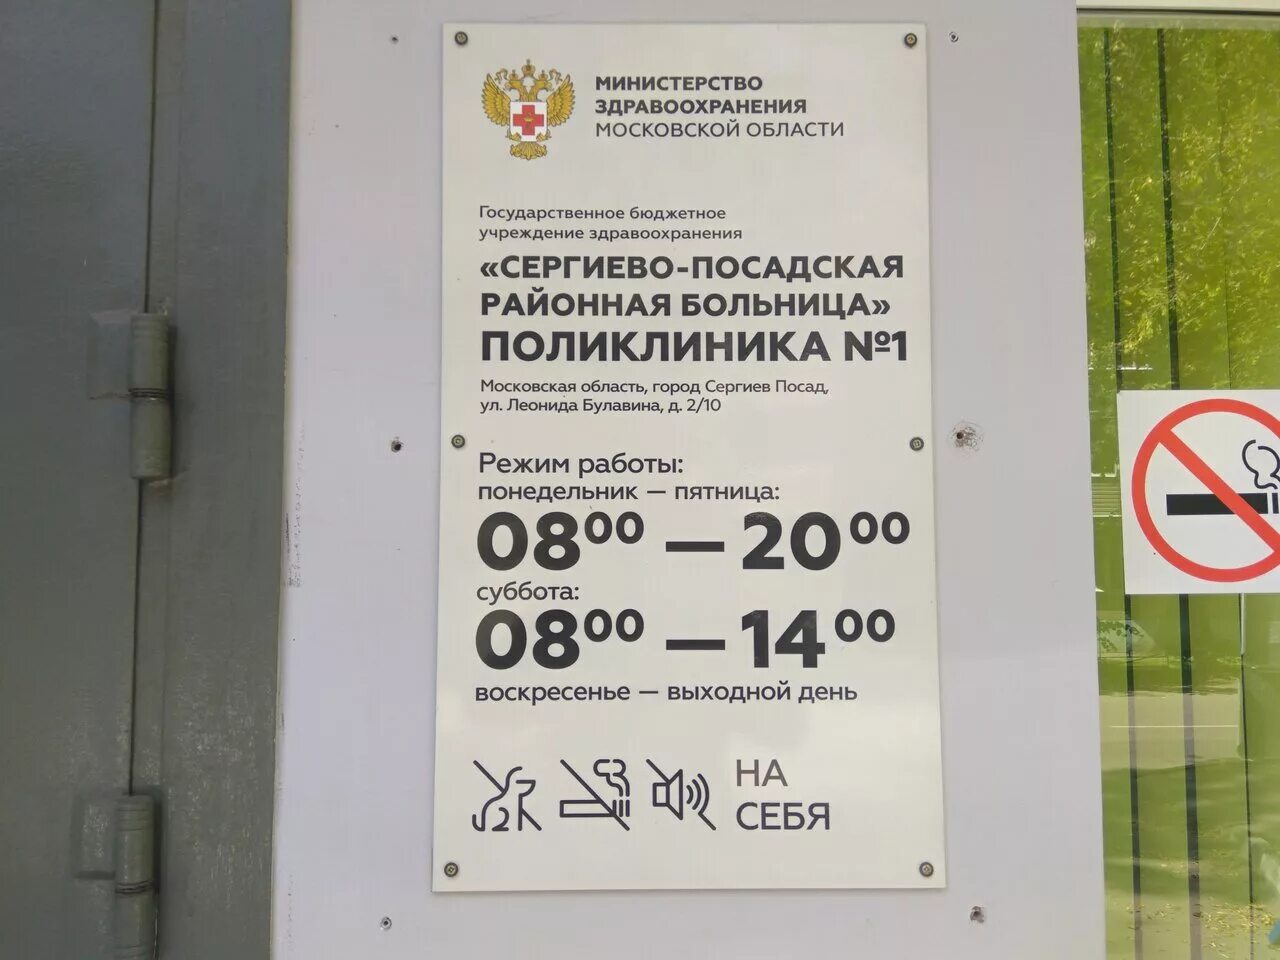 МИНИСТЕРСТВО
ЗДРАВООХРАНЕНИЯ
МОСКОВСКОЙ ОБЛАСТИ
Государственное бюджетное
учреждение здравоохранения
«СЕРГИЕВО-ПОСАДСКАЯ
РАЙОННАЯ БОЛЬНИЦА»
ПОЛИКЛИНИКА №1
Московская область, город Сергиев Посад,
ул. Леонида Булавина, д. 2/10
Режим работы:
понедельник — пятница:
08⁰⁰ — 20⁰⁰
суббота:
08⁰⁰ — 14⁰⁰
воскресенье — выходной день
НА
СЕБЯ